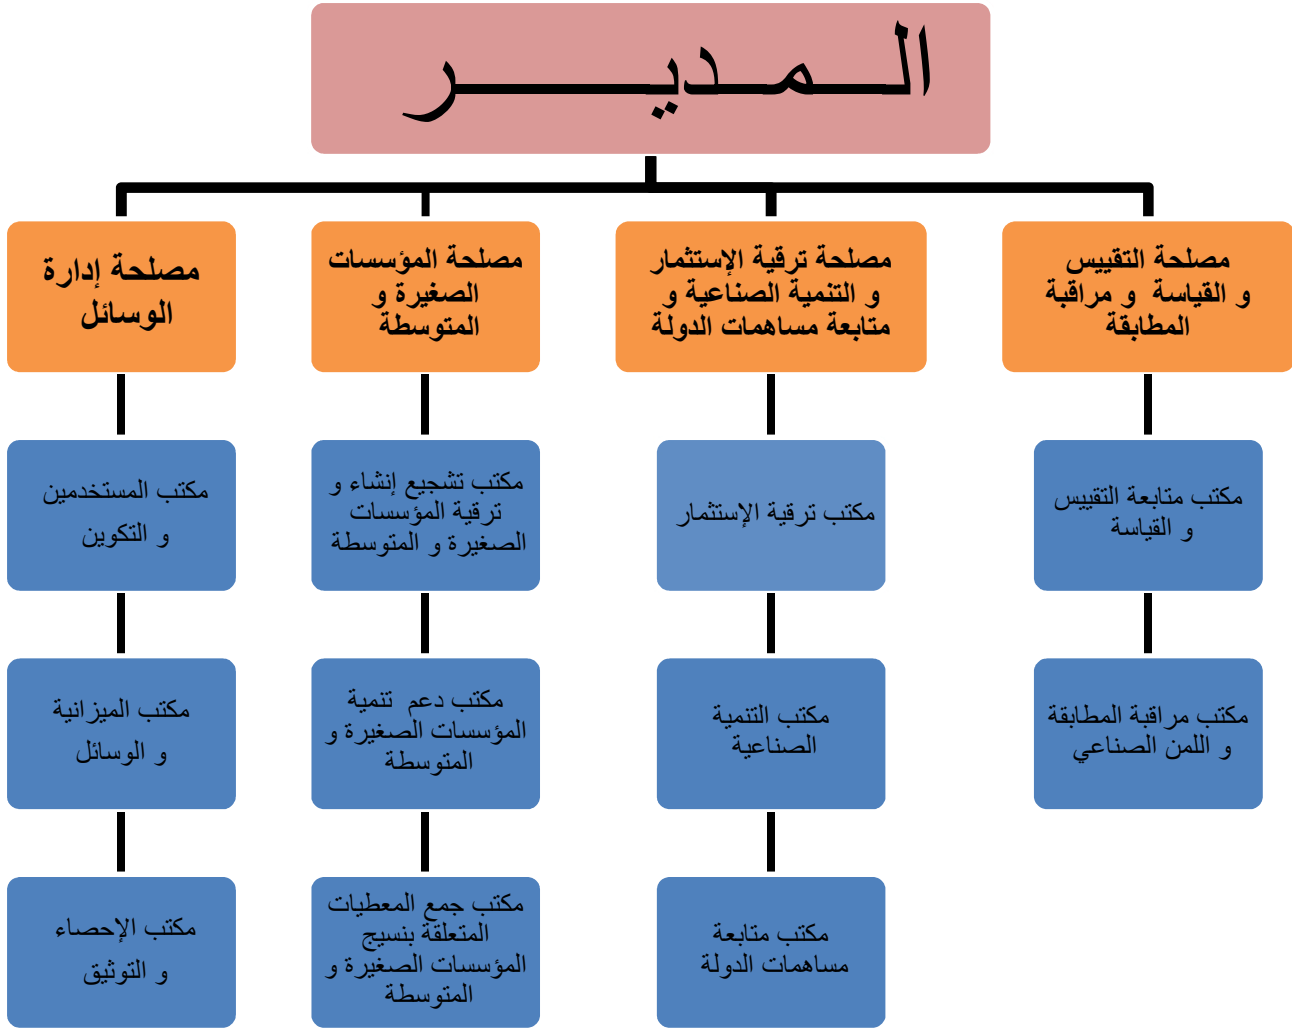 الـــمـــديـــــــر
مصلحة التقييس
و القياسة و مراقبة
المطابقة
مصلحة ترقية الإستثمار
و التنمية الصناعية و
متابعة مساهمات الدولة
مصلحة المؤسسات
الصغيرة و
المتوسطة
مصلحة إدارة
الوسائل
مكتب متابعة التقييس
و القياسة
مكتب ترقية الإستثمار
مكتب تشجيع إنشاء و
ترقية المؤسسات
الصغيرة و المتوسطة
مكتب المستخدمين
و التكوين
مكتب مراقبة المطابقة
و اللمن الصناعي
مكتب التنمية
الصناعية
مكتب دعم تنمية
المؤسسات الصغيرة و
المتوسطة
مكتب الميزانية
و الوسائل
مكتب متابعة
مساهمات الدولة
مكتب جمع المعطيات
المتعلقة بنسيج
المؤسسات الصغيرة و
المتوسطة
مكتب الإحصاء
و التوثيق